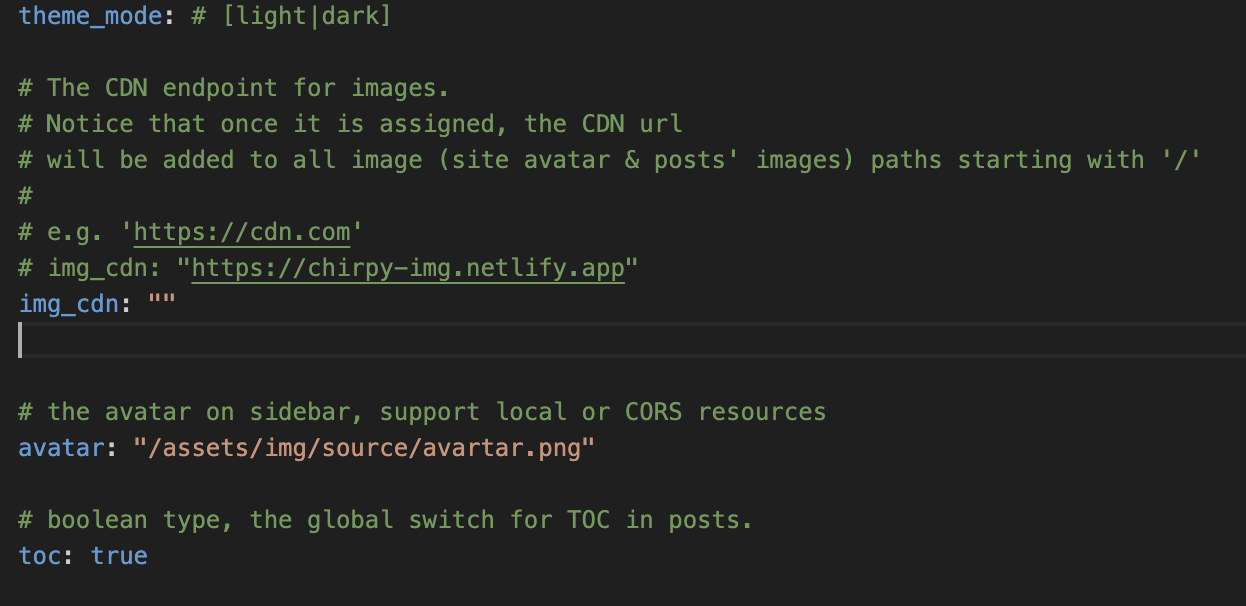 theme_mode: # [light|dark]
# The CDN endpoint for images.
# Notice that once it is assigned, the CDN url
# will be added to all image (site avatar & posts' images) paths starting with '/'
#
# e.g. 'https://cdn.com'
# img_cdn: "https://chirpy-img.netlify.app"
img_cdn: ""
# the avatar on sidebar, support local or CORS resources
avatar: "/assets/img/source/avartar.png"
# boolean type, the global switch for TOC in posts.
toc: true